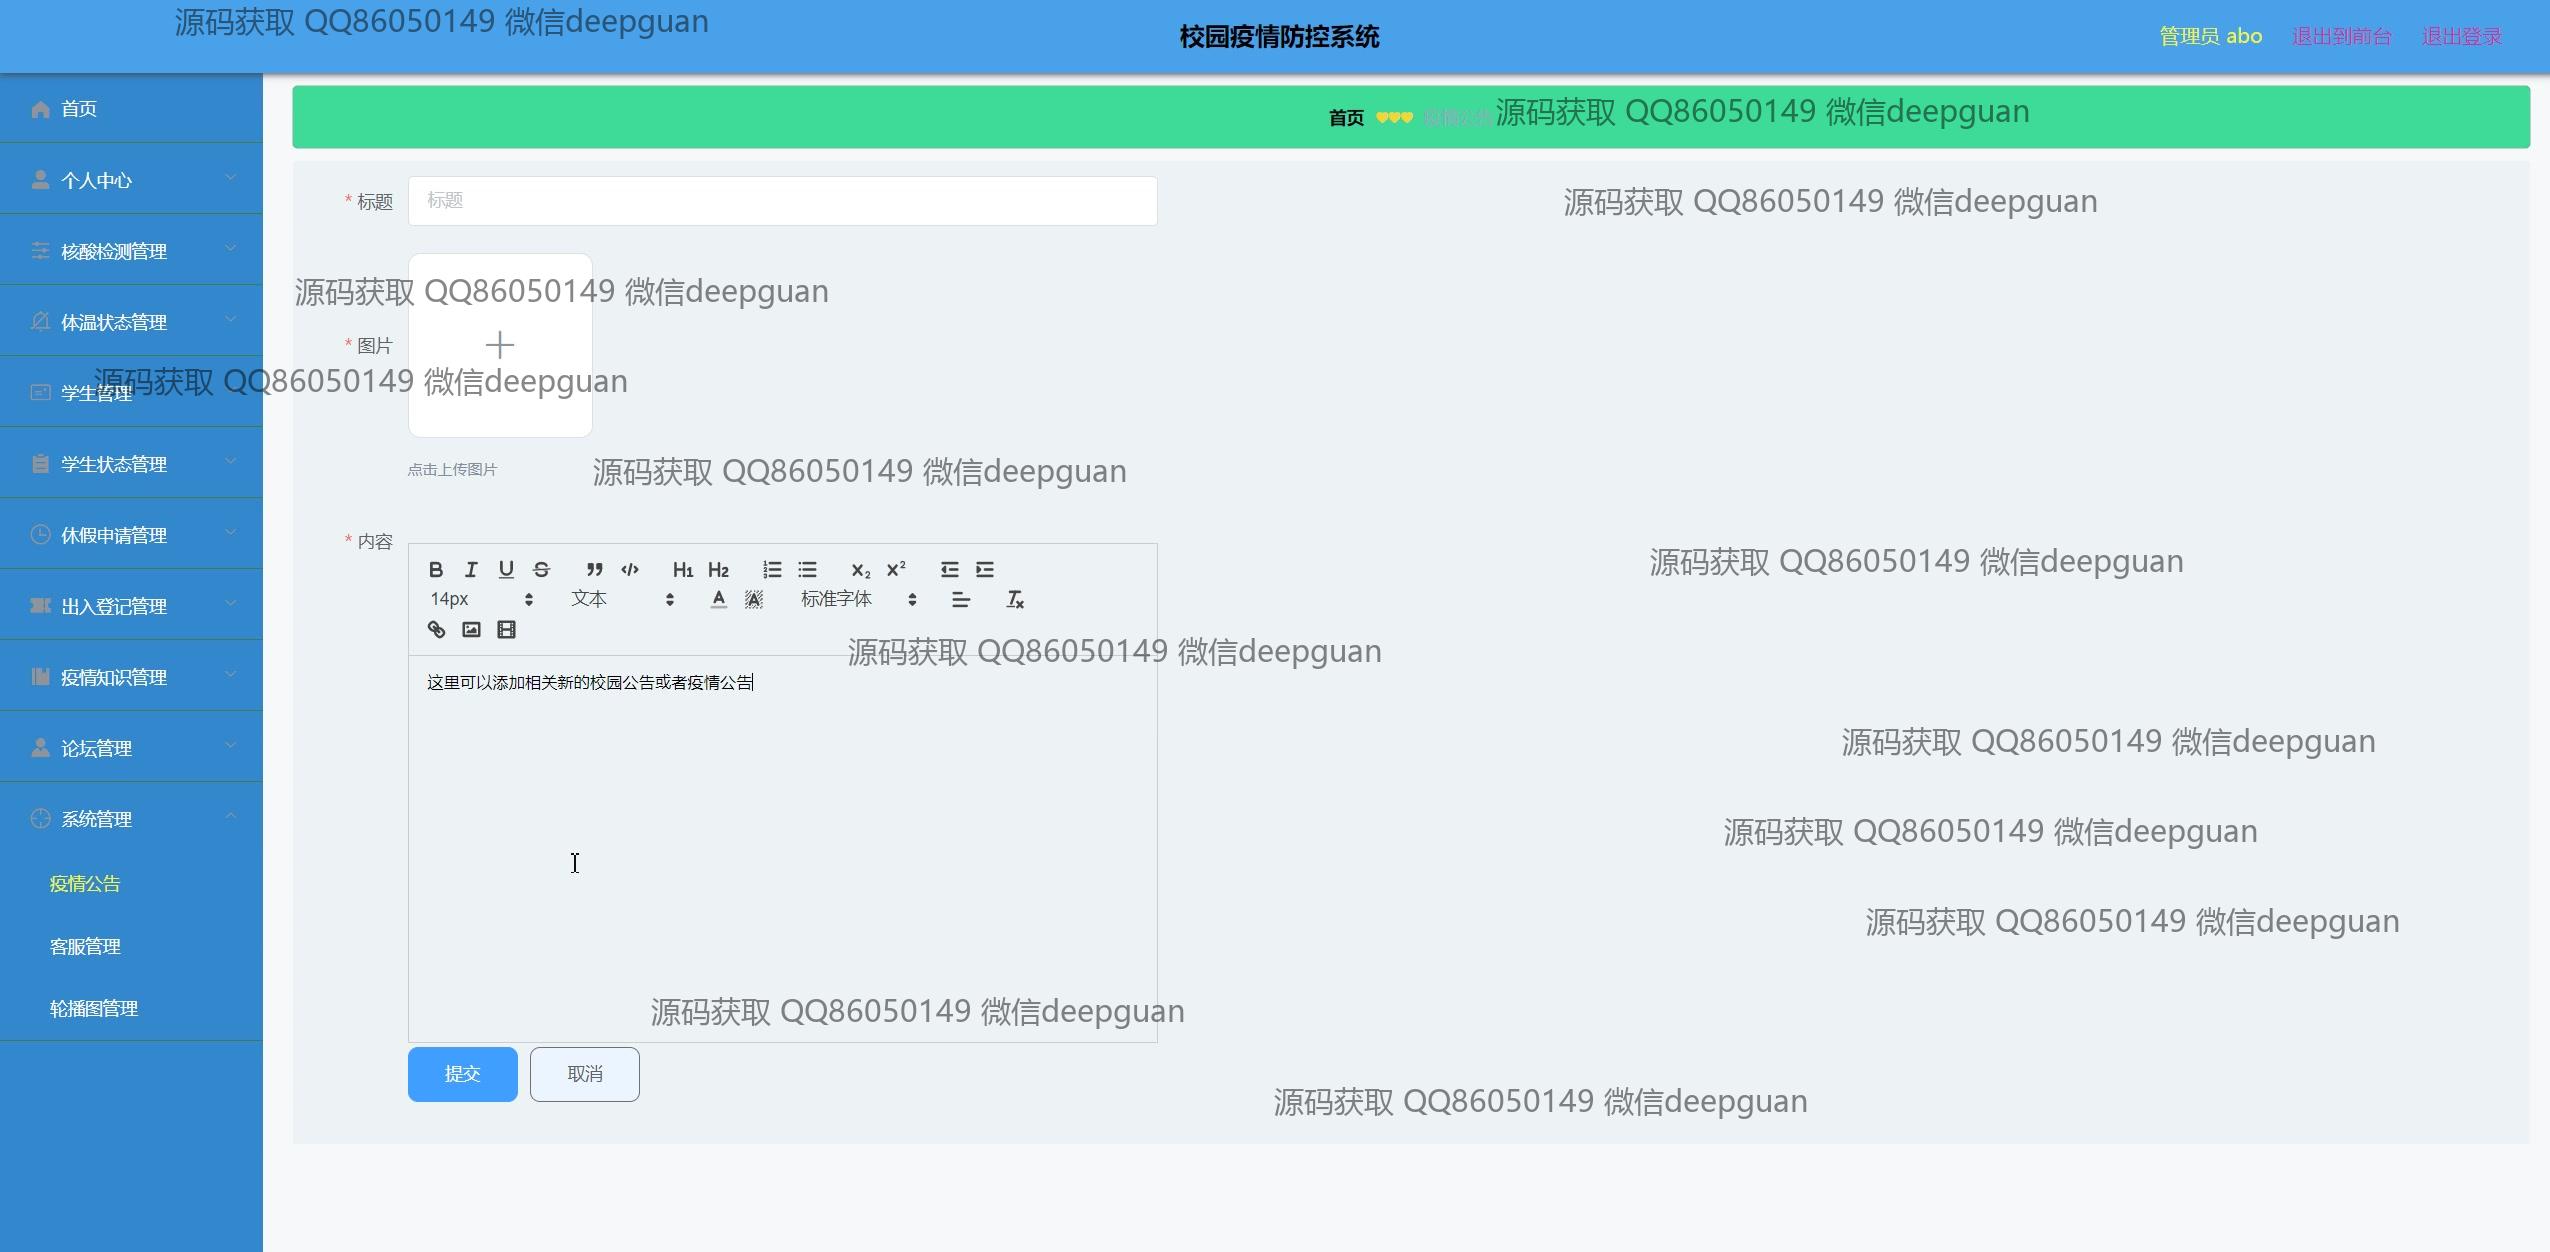 源码获取 QQ86050149 微信deepguan
校园疫情防控系统
管理员 abo
退出到前台
退出登录
首页
个人中心
核酸检测管理
体温状态管理
学生管理
学生状态管理
休假申请管理
出入登记管理
疫情知识管理
论坛管理
系统管理
疫情公告
客服管理
轮播图管理
首页
疫情公告
源码获取 QQ86050149 微信deepguan
* 标题
标题
源码获取 QQ86050149 微信deepguan
源码获取 QQ86050149 微信deepguan
* 图片
源码获取 QQ86050149 微信deepguan
点击上传图片
源码获取 QQ86050149 微信deepguan
* 内容
源码获取 QQ86050149 微信deepguan
B I U S H1 H2 X2 X2
14px 文本 A A 标准字体 Tx
源码获取 QQ86050149 微信deepguan
这里可以添加相关新的校园公告或者疫情公告
源码获取 QQ86050149 微信deepguan
源码获取 QQ86050149 微信deepguan
源码获取 QQ86050149 微信deepguan
源码获取 QQ86050149 微信deepguan
提交
取消
源码获取 QQ86050149 微信deepguan